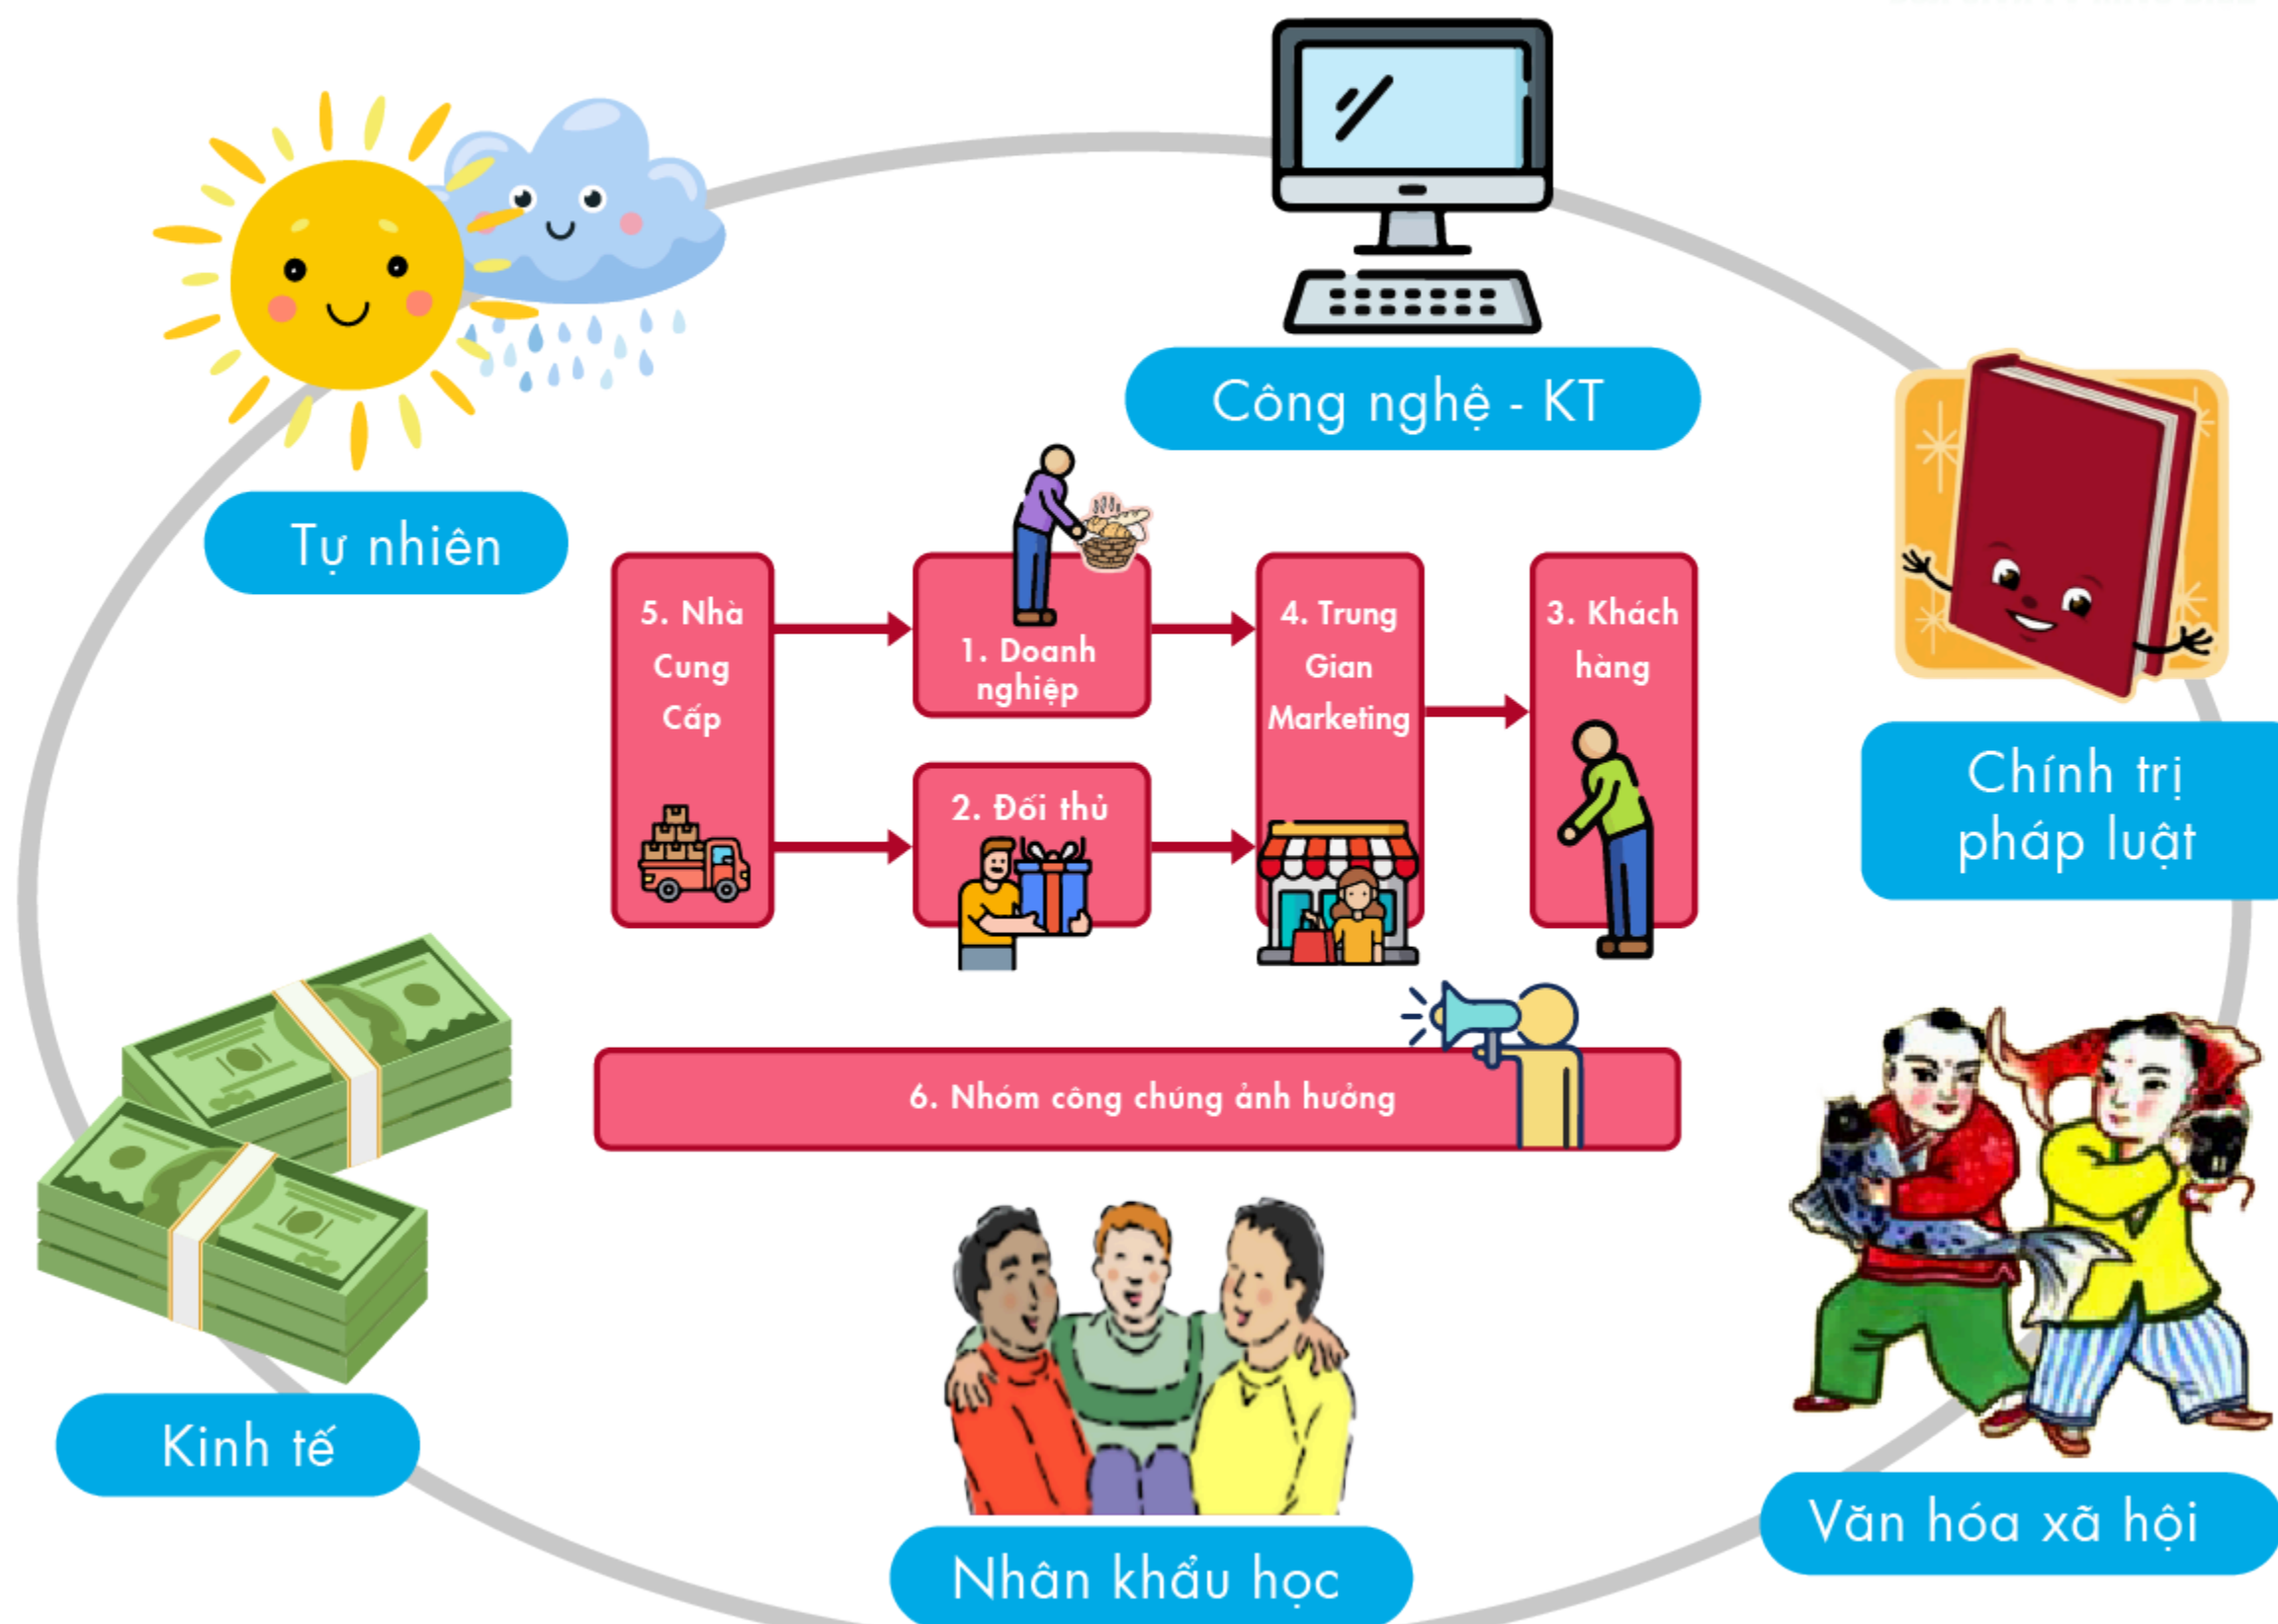 Công nghệ - KT
Tự nhiên
5. Nhà
Cung
Cấp
1. Doanh
nghiệp
2. Đối thủ
4. Trung
Gian
Marketing
3. Khách
hàng
Chính trị
pháp luật
6. Nhóm công chúng ảnh hưởng
Kinh tế
Nhân khẩu học
Văn hóa xã hội